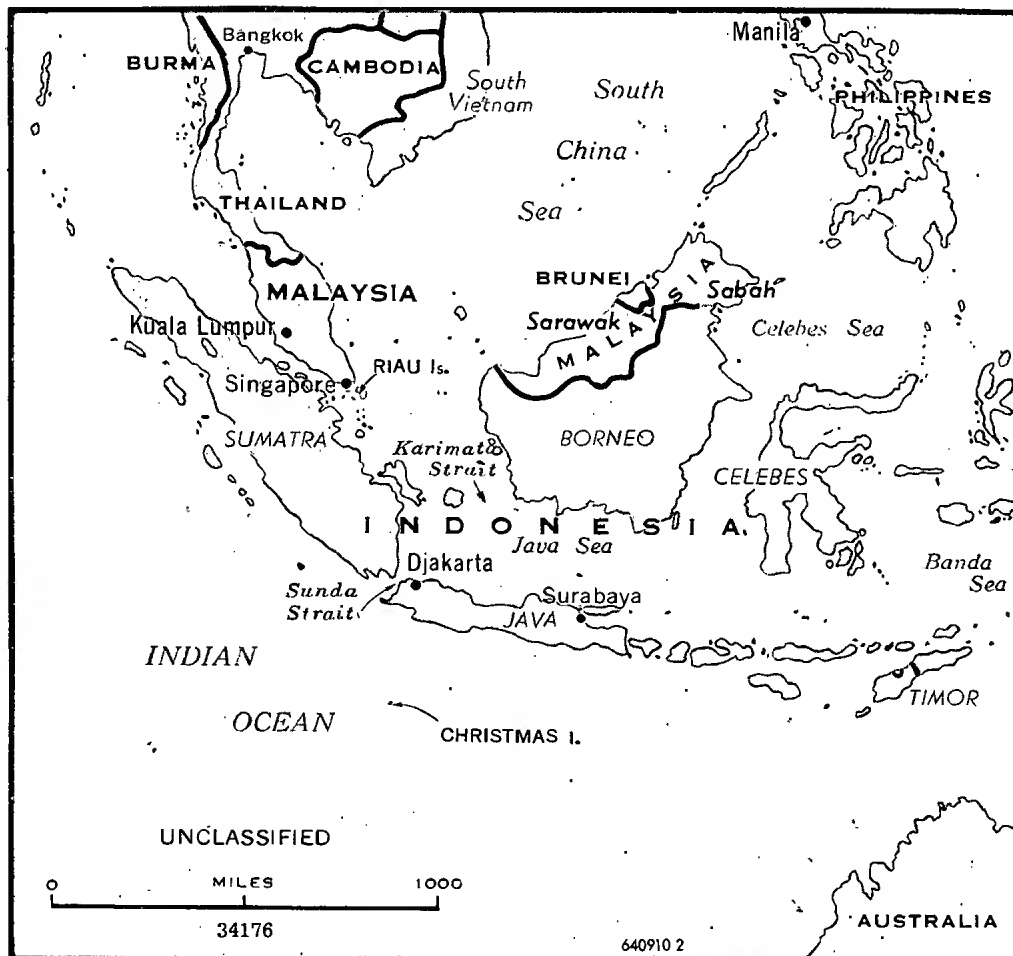 Manila
Bangkok
BURMA
CAMBODIA
South
Vietnam
South
China
Sea
PHILIPPINES
THAILAND
MALAYSIA
BRUNEI
Sabah
Sarawak
MALAYSIA
Celebes Sea
Kuala Lumpur
RIAU Is.
Singapore
SUMATRA
Karimata
Strait
BORNEO
CELEBES
INDONESIA
Java Sea
Djakarta
Banda
Sea
Sunda
Strait
Surabaya
JAVA
INDIAN
OCEAN
TIMOR
CHRISTMAS I.
UNCLASSIFIED
0 MILES 1000
34176
AUSTRALIA
640910 2